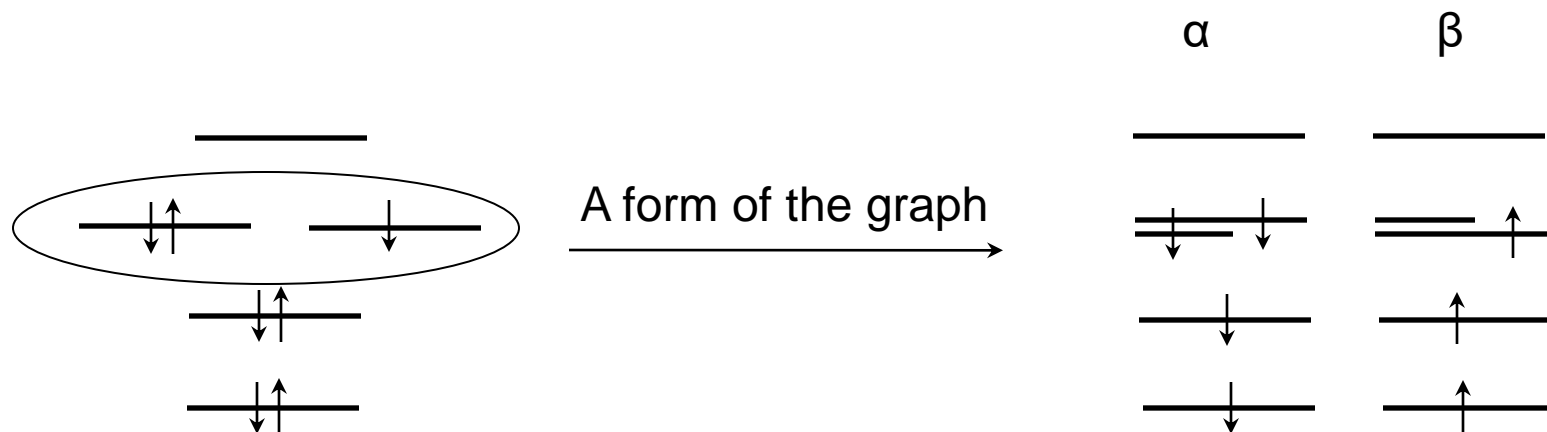 α β
A form of the graph